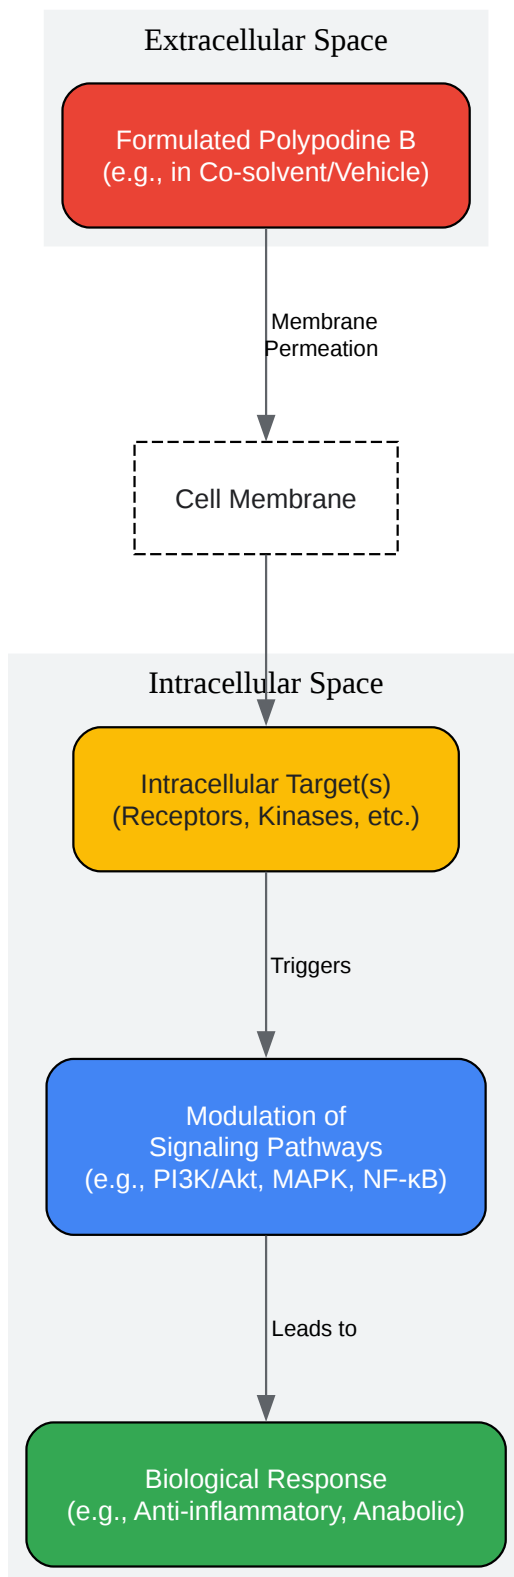 Extracellular Space
Formulated Polypodine B
(e.g., in Co-solvent/Vehicle)
Membrane
Permeation
Cell Membrane
Intracellular Space
Intracellular Target(s)
(Receptors, Kinases, etc.)
Triggers
Modulation of
Signaling Pathways
(e.g., PI3K/Akt, MAPK, NF-κB)
Leads to
Biological Response
(e.g., Anti-inflammatory, Anabolic)